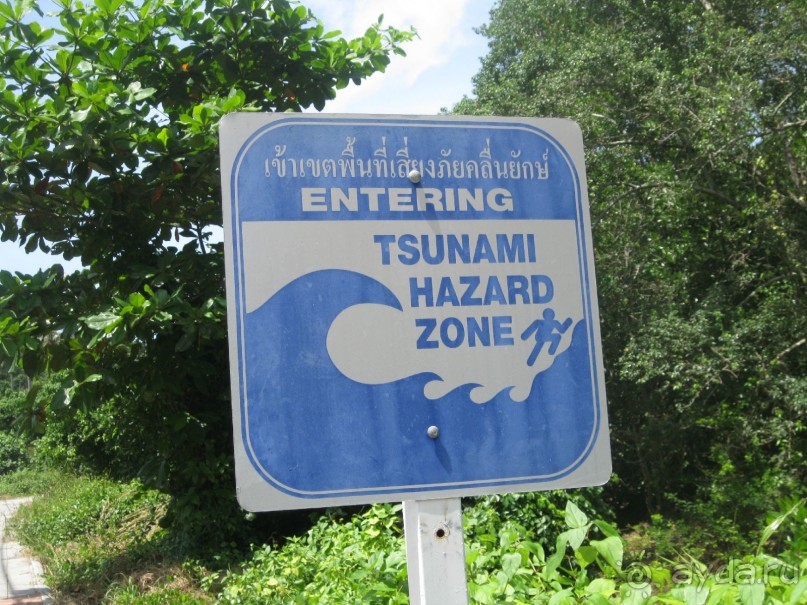 เข้าเขตพื้นที่เสี่ยงภัยคลื่นยักษ์
ENTERING
TSUNAMI
HAZARD
ZONE
© ayda.ru